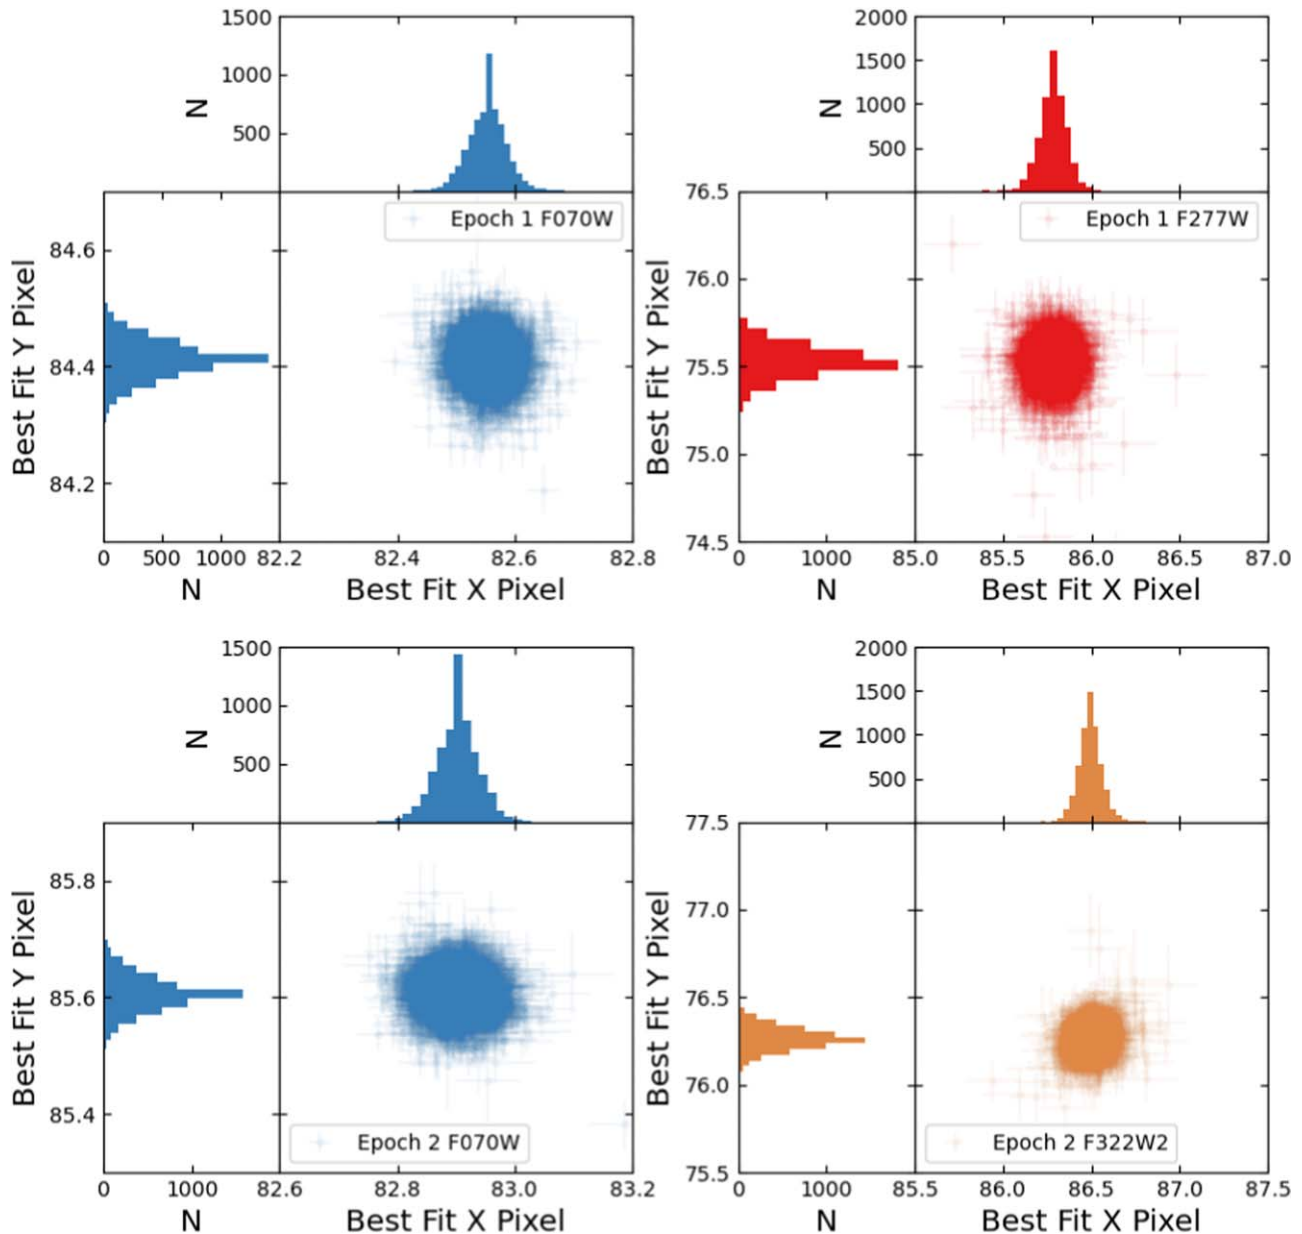 1500
1000
500
N
2000
1500
1000
500
N
Epoch 1 F070W
84.6
84.4
84.2
Best Fit Y Pixel
0 500 1000 82.2 82.4 82.6 82.8
N Best Fit X Pixel
76.5
76.0
75.5
75.0
74.5
Best Fit Y Pixel
Epoch 1 F277W
0 1000 85.0 85.5 86.0 86.5 87.0
N Best Fit X Pixel
1500
1000
500
N
2000
1500
1000
500
N
85.8
85.6
85.4
Best Fit Y Pixel
Epoch 2 F070W
0 1000 82.6 82.8 83.0 83.2
N Best Fit X Pixel
77.5
77.0
76.5
76.0
75.5
Best Fit Y Pixel
Epoch 2 F322W2
0 1000 85.5 86.0 86.5 87.0 87.5
N Best Fit X Pixel